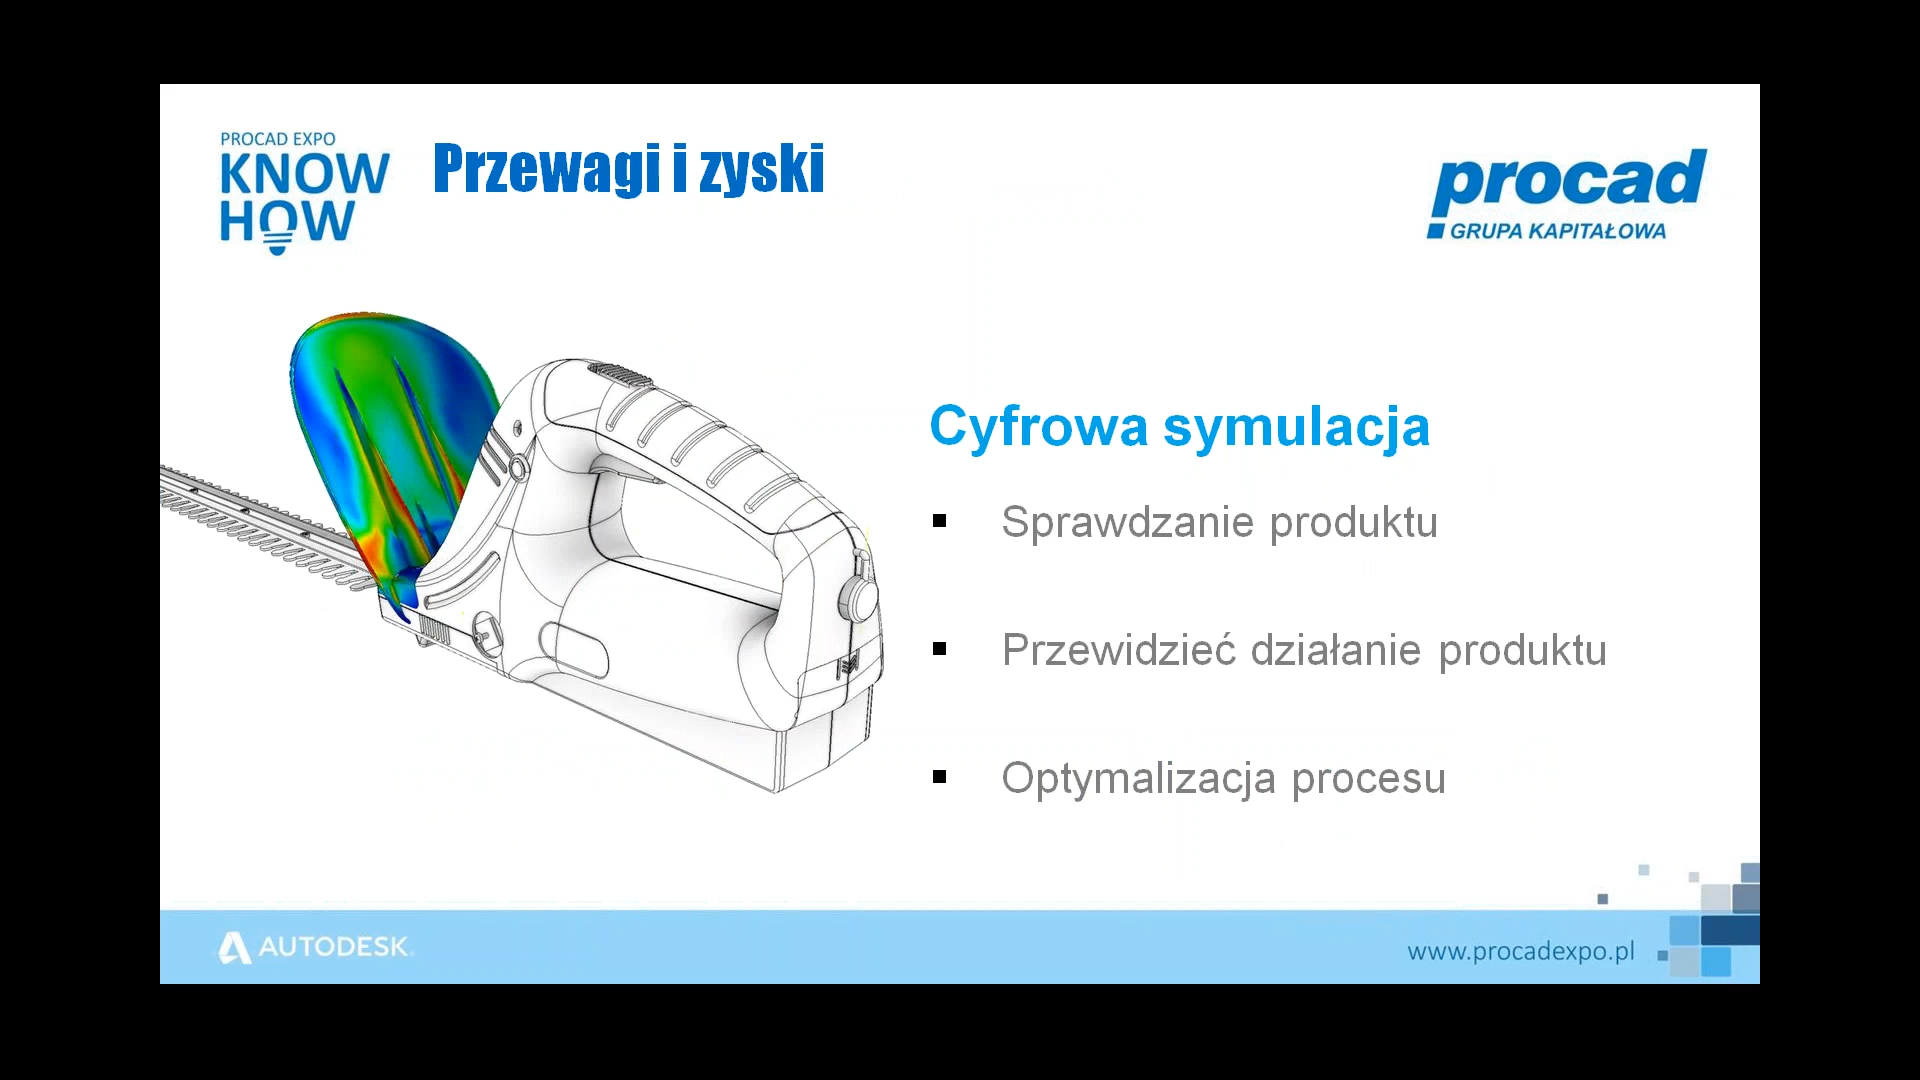 PROCAD EXPO
KNOW
HOW
Przewagi i zyski
procad
GRUPA KAPITAŁOWA
Cyfrowa symulacja
▪ Sprawdzanie produktu
▪ Przewidzieć działanie produktu
▪ Optymalizacja procesu
AUTODESK
www.procadexpo.pl